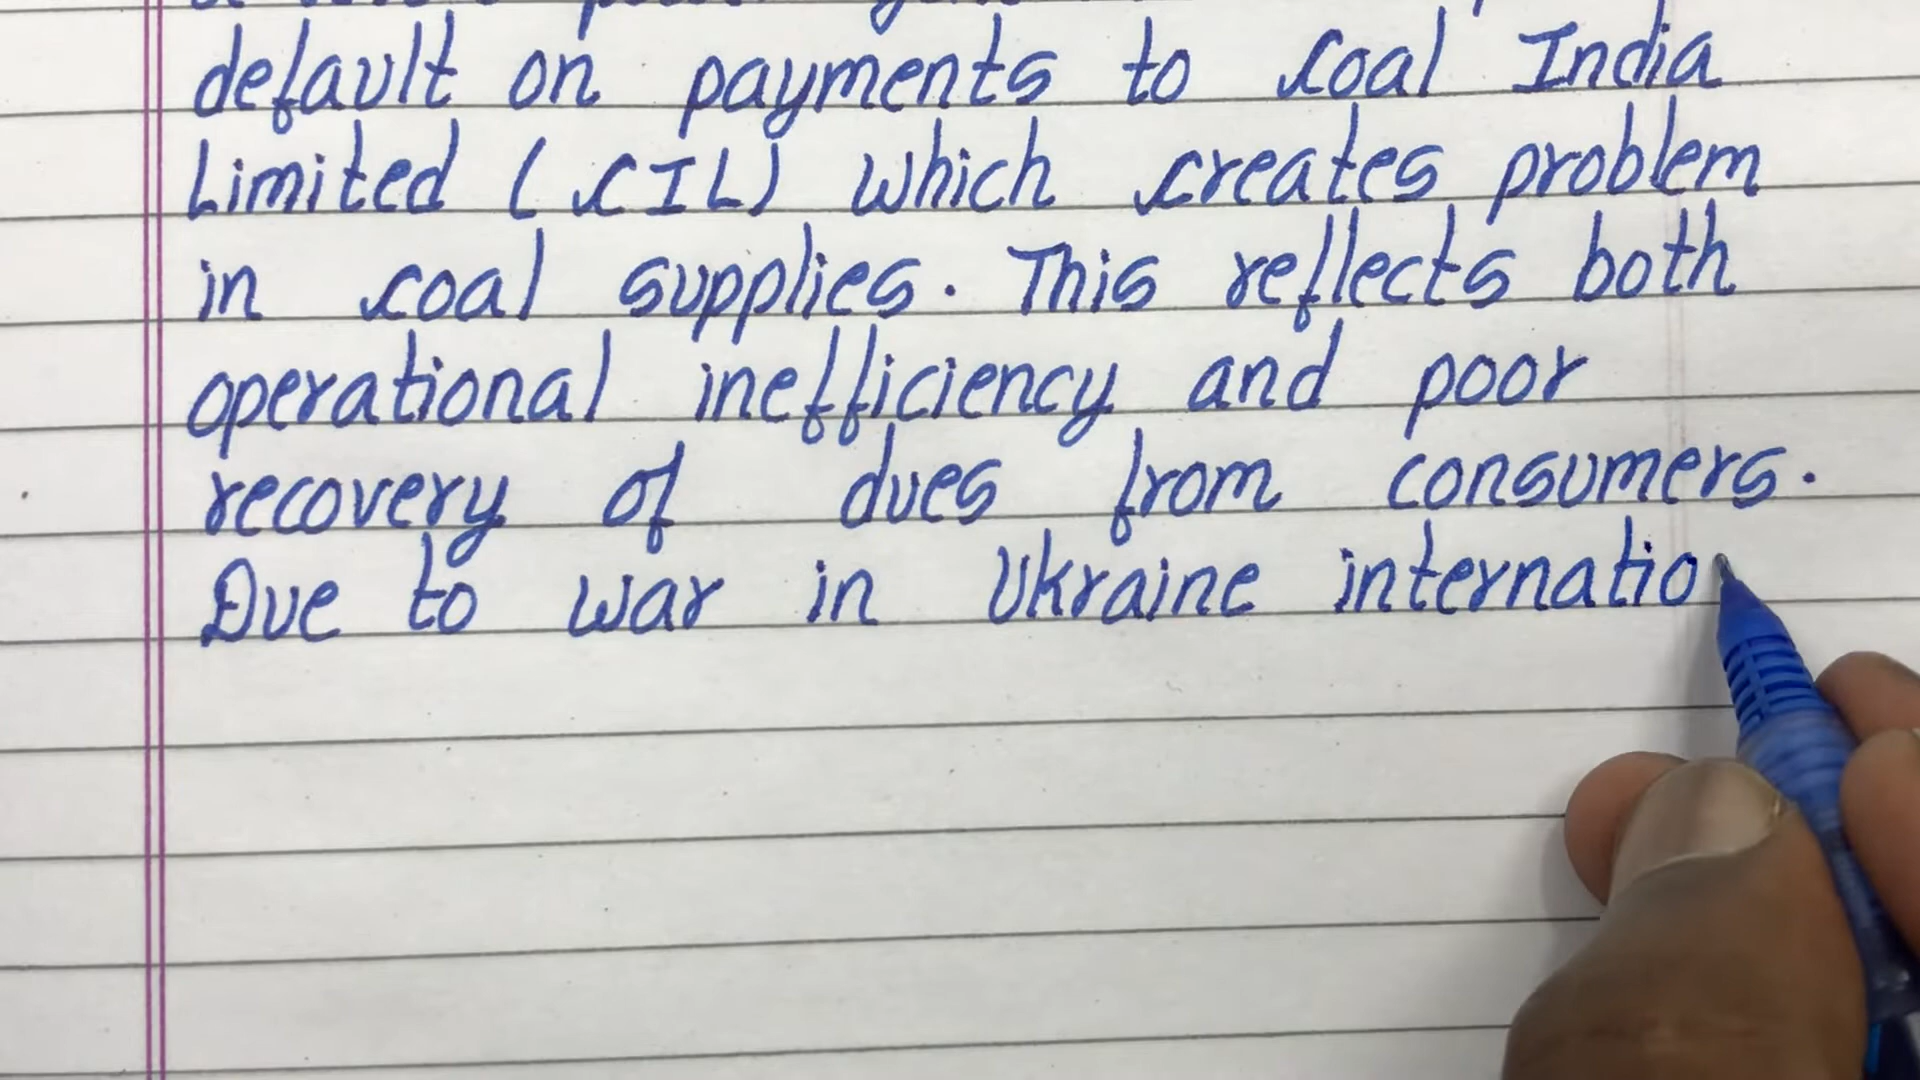 default on payments to Coal India
Limited (CIL) which creates problem
in coal supplies. This reflects both
operational inefficiency and poor
recovery of dues from consumers.
Due to war in Ukraine internatio